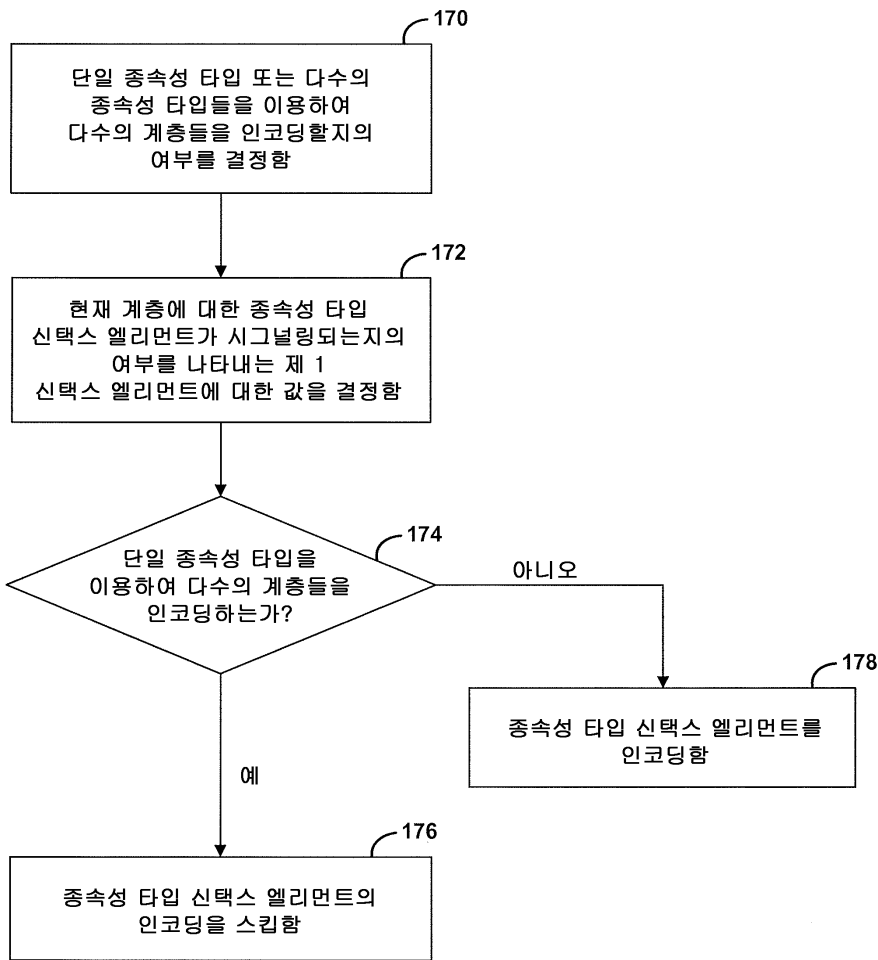 170
단일 종속성 타입 또는 다수의
종속성 타입들을 이용하여
다수의 계층들을 인코딩할지의
여부를 결정함
172
현재 계층에 대한 종속성 타입
신택스 엘리먼트가 시그널링되는지의
여부를 나타내는 제 1
신택스 엘리먼트에 대한 값을 결정함
174
단일 종속성 타입을
이용하여 다수의 계층들을
인코딩하는가?
아니오
178
종속성 타입 신택스 엘리먼트를
인코딩함
예
176
종속성 타입 신택스 엘리먼트의
인코딩을 스킵함